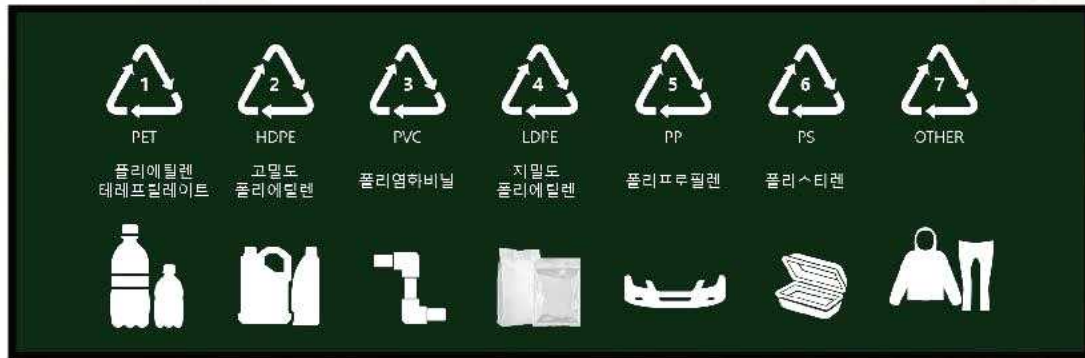 1 2 3 4 5 6 7
PET HDPE PVC LDPE PP PS OTHER
폴리에틸렌 고밀도 저밀도
테레프틸레이트 폴리에틸렌 폴리염화비닐 폴리에틸렌 폴리프로필렌 폴리스티렌